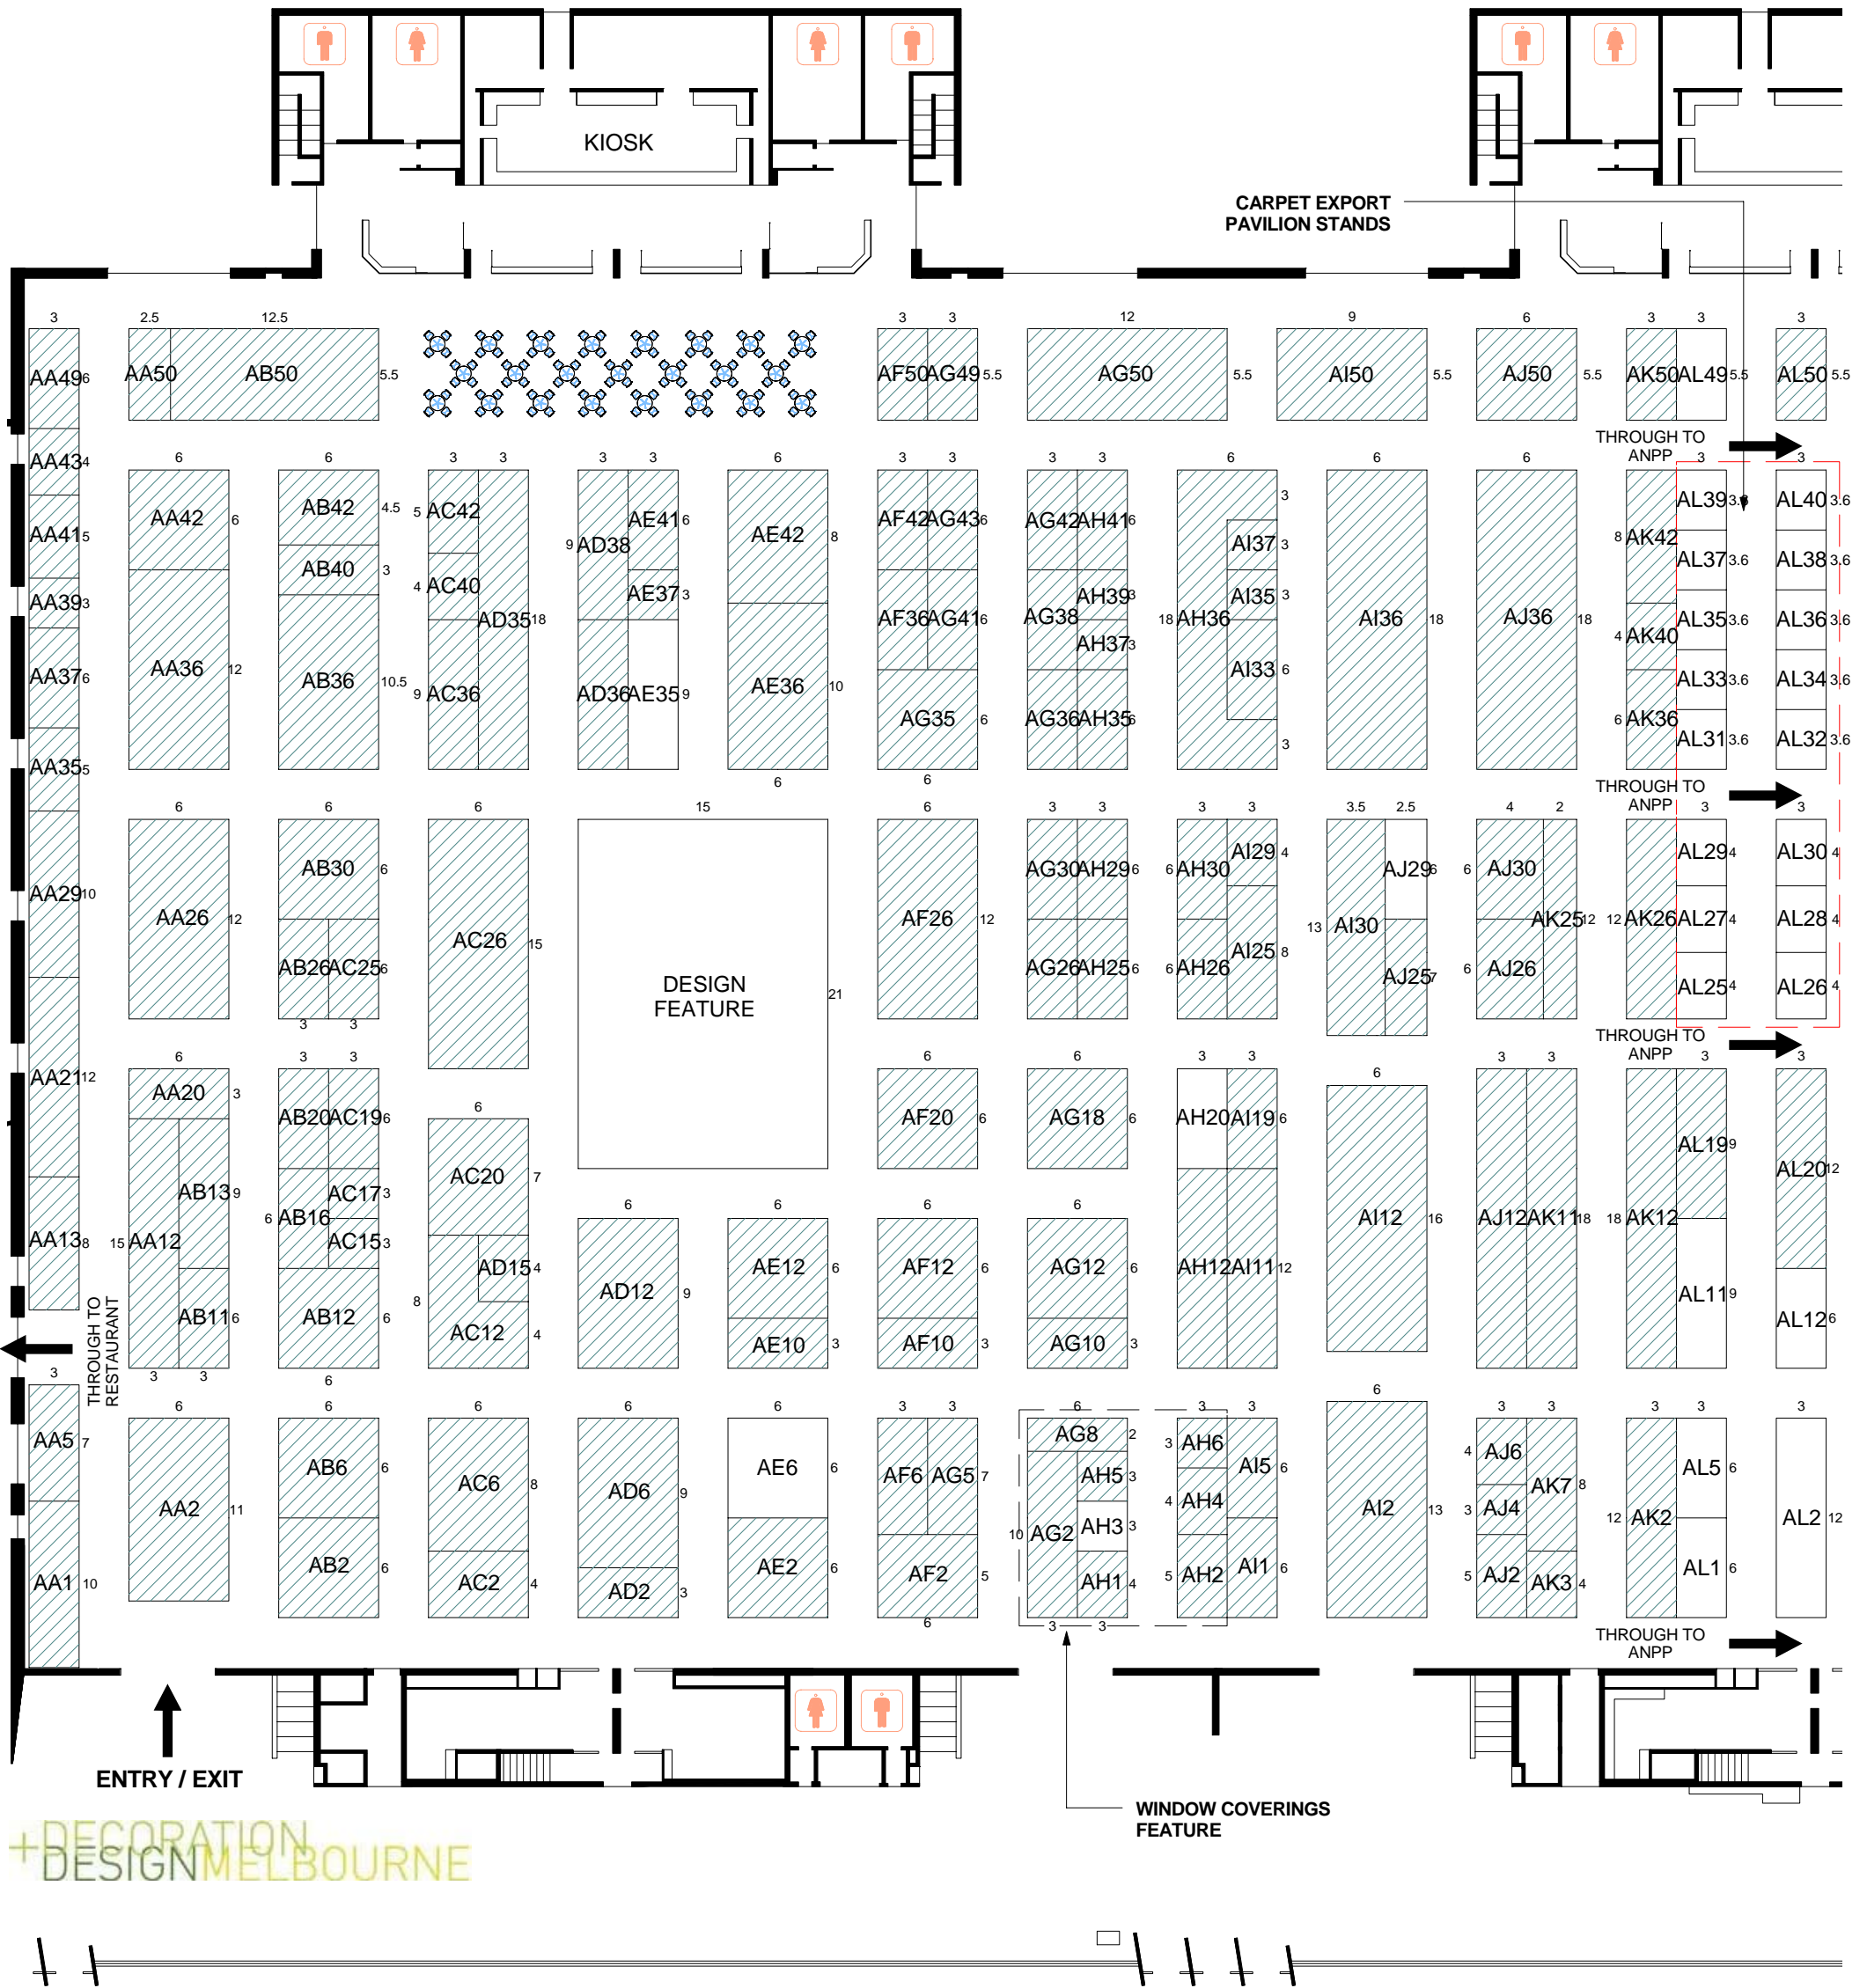 KIOSK
CARPET EXPORT
PAVILION STANDS
3 2.5 12.5 3 3 12 9 6 3 3 3
AA49 6 AA50 AB50 5.5 AF50 AG49 5.5 AG50 5.5 AI50 5.5 AJ50 5.5 AK50 AL49 5.5 AL50 5.5
THROUGH TO
ANPP
6 6 3 3 3 3 6 3 3 3 3 6 6 6 3 3
AA43 4
AA41 5
AA39 3
AA37 6
AA35 5
AA29 10
AA21 12
AA13 8
AA42 6
AA36 12
AB42 4.5
AB40 3
AB36 10.5
5 AC42
4 AC40
9 AC36
AD35 18
9 AD38
AD36
AE41 6
AE37 3
AE35 9
AE42 8
AE36 10
6
AF42 AG43 6
AF36 AG41 6
AG35 6
6
AG42 AH41 6
AG38
AH39 3
AH37 3
AG36 AH35 6
18 AH36
3
AI37 3
AI35 3
AI33 6
3
AI36 18
AJ36 18
8 AK42
4 AK40
6 AK36
AL39
AL37 3.6
AL35 3.6
AL33 3.6
AL31 3.6
AL40 3.6
AL38 3.6
AL36 3.6
AL34 3.6
AL32 3.6
THROUGH TO
ANPP
6 6 6 15 6 3 3 3 3 3.5 2.5 4 2 3 3
AA26 12
AB30 6
AB26 AC25 6
3 3
AC26 15
DESIGN
FEATURE
21
AF26 12
AG30 AH29 6
AG26 AH25 6
6 AH30
6 AH26
AI29 4
AI25 8
13 AI30
AJ29 6
AJ25 7
6 AJ30
6 AJ26
AK25 12
12 AK26
AL29 4
AL27 4
AL25 4
AL30 4
AL28 4
AL26 4
THROUGH TO
ANPP
6 3 3 6 6 6 3 3 6 3 3 3 3
AA20 3
15 AA12
AB13 9
AB11 6
3 3
AB20 AC19 6
6 AB16
AC17 3
AC15 3
AB12 6
6
AC20 7
AD15 4
8
AC12 4
6
AD12 9
6
AE12 6
AE10 3
AF20 6
6
AF12 6
AF10 3
AG18 6
6
AG12 6
AG10 3
AH20 AI19 6
AH12 AI11 12
AI12 16
AJ12 AK11 18
18 AK12
AL19 9
AL11 9
AL20 12
AL12 6
THROUGH TO
RESTAURANT
3 6 6 6 6 6 3 3 6 3 3 6 3 3 3 3 3
AA5 7
AA1 10
AA2 11
AB6 6
AB2 6
AC6 8
AC2 4
AD6 9
AD2 3
AE6 6
AE2 6
AF6 AG5 7
AF2 5
6
AG8 2
10 AG2
AH5 3
AH3 3
AH1 4
3 3
3 AH6
4 AH4
5 AH2
AI5 6
AI1 6
AI2 13
4 AJ6
3 AJ4
5 AJ2
AK7 8
AK3 4
12 AK2
AL5 6
AL1 6
AL2 12
THROUGH TO
ANPP
ENTRY / EXIT
WINDOW COVERINGS
FEATURE
+DECORATION
DESIGNMELBOURNE